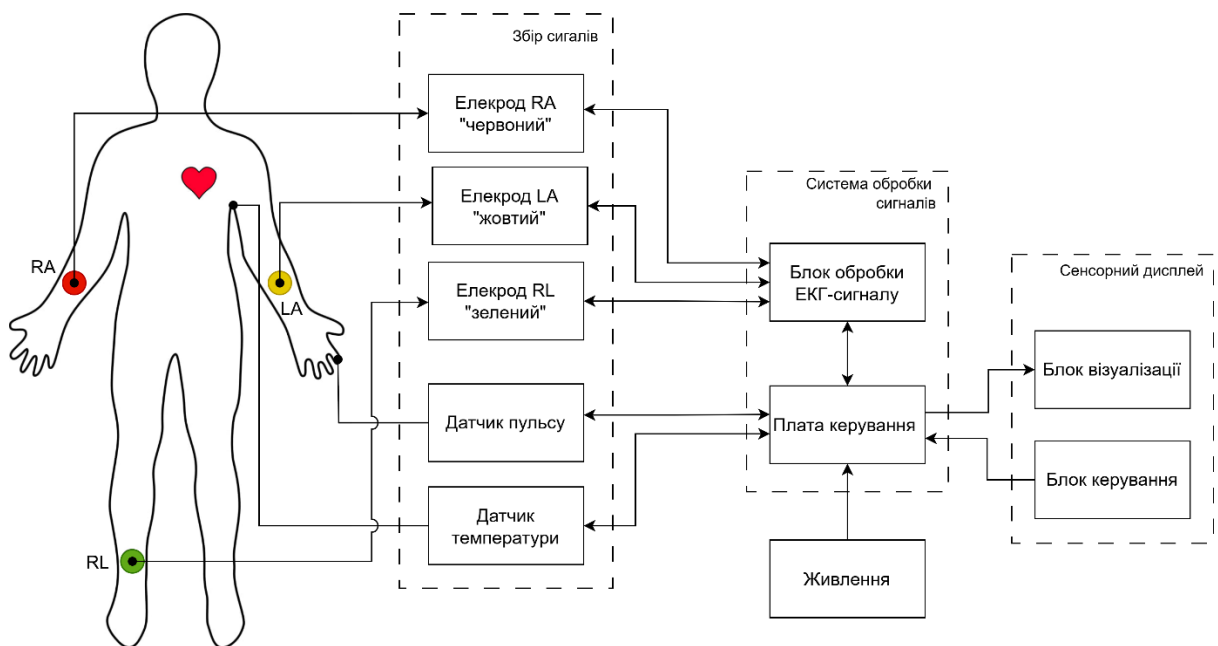 Збір сигалів
Елекрод RA
"червоний"
Елекрод LA
"жовтий"
Система обробки
сигналів
RA
LA
Елекрод RL
"зелений"
Блок обробки
ЕКГ-сигналу
Сенсорний дисплей
Блок візуалізації
Датчик пульсу
Плата керування
Блок керування
Датчик
температури
RL
Живлення